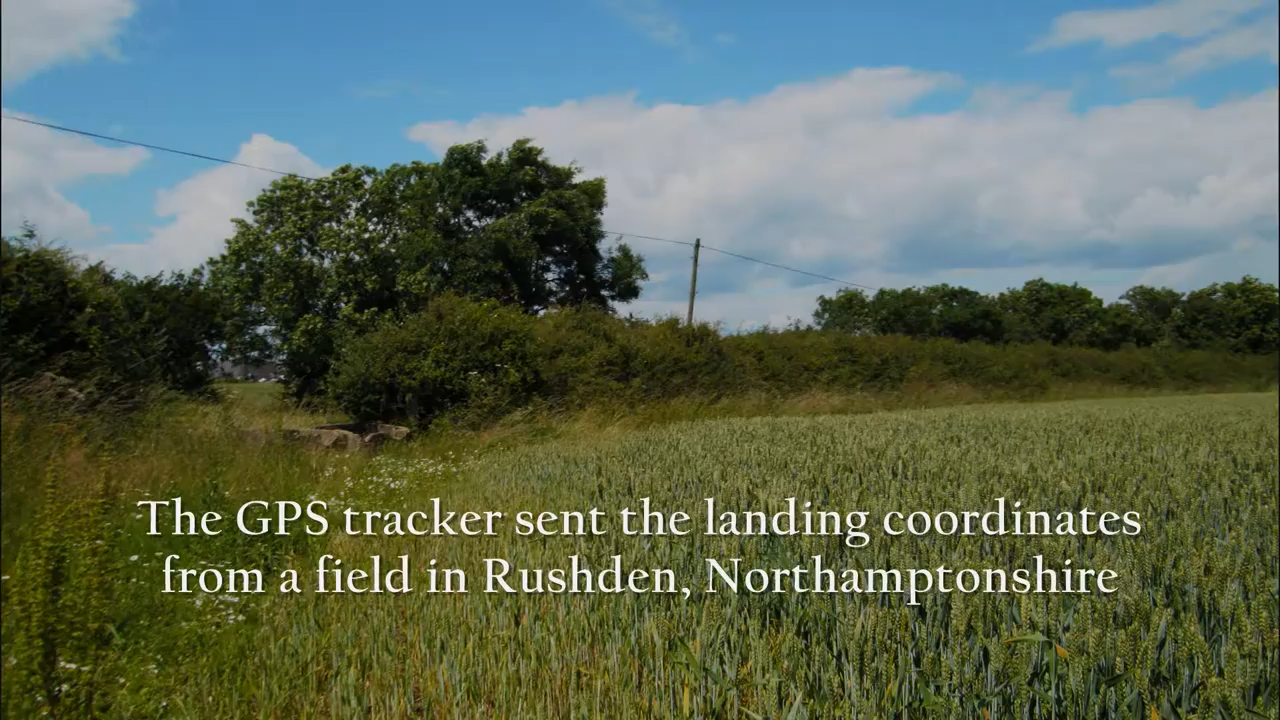 The GPS tracker sent the landing coordinates
from a field in Rushden, Northamptonshire